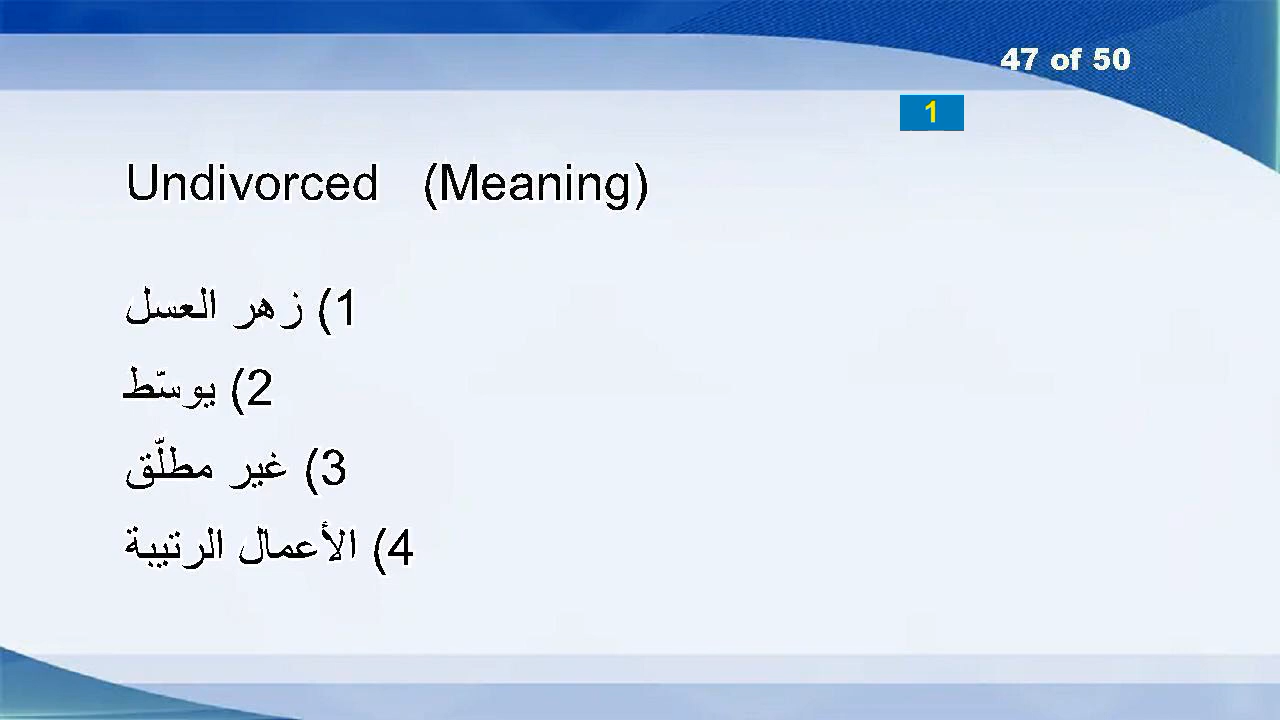 47 of 50
1
Undivorced (Meaning)
1) زهر العسل
2) يوسّط
3) غير مطلّق
4) الأعمال الرتيبة